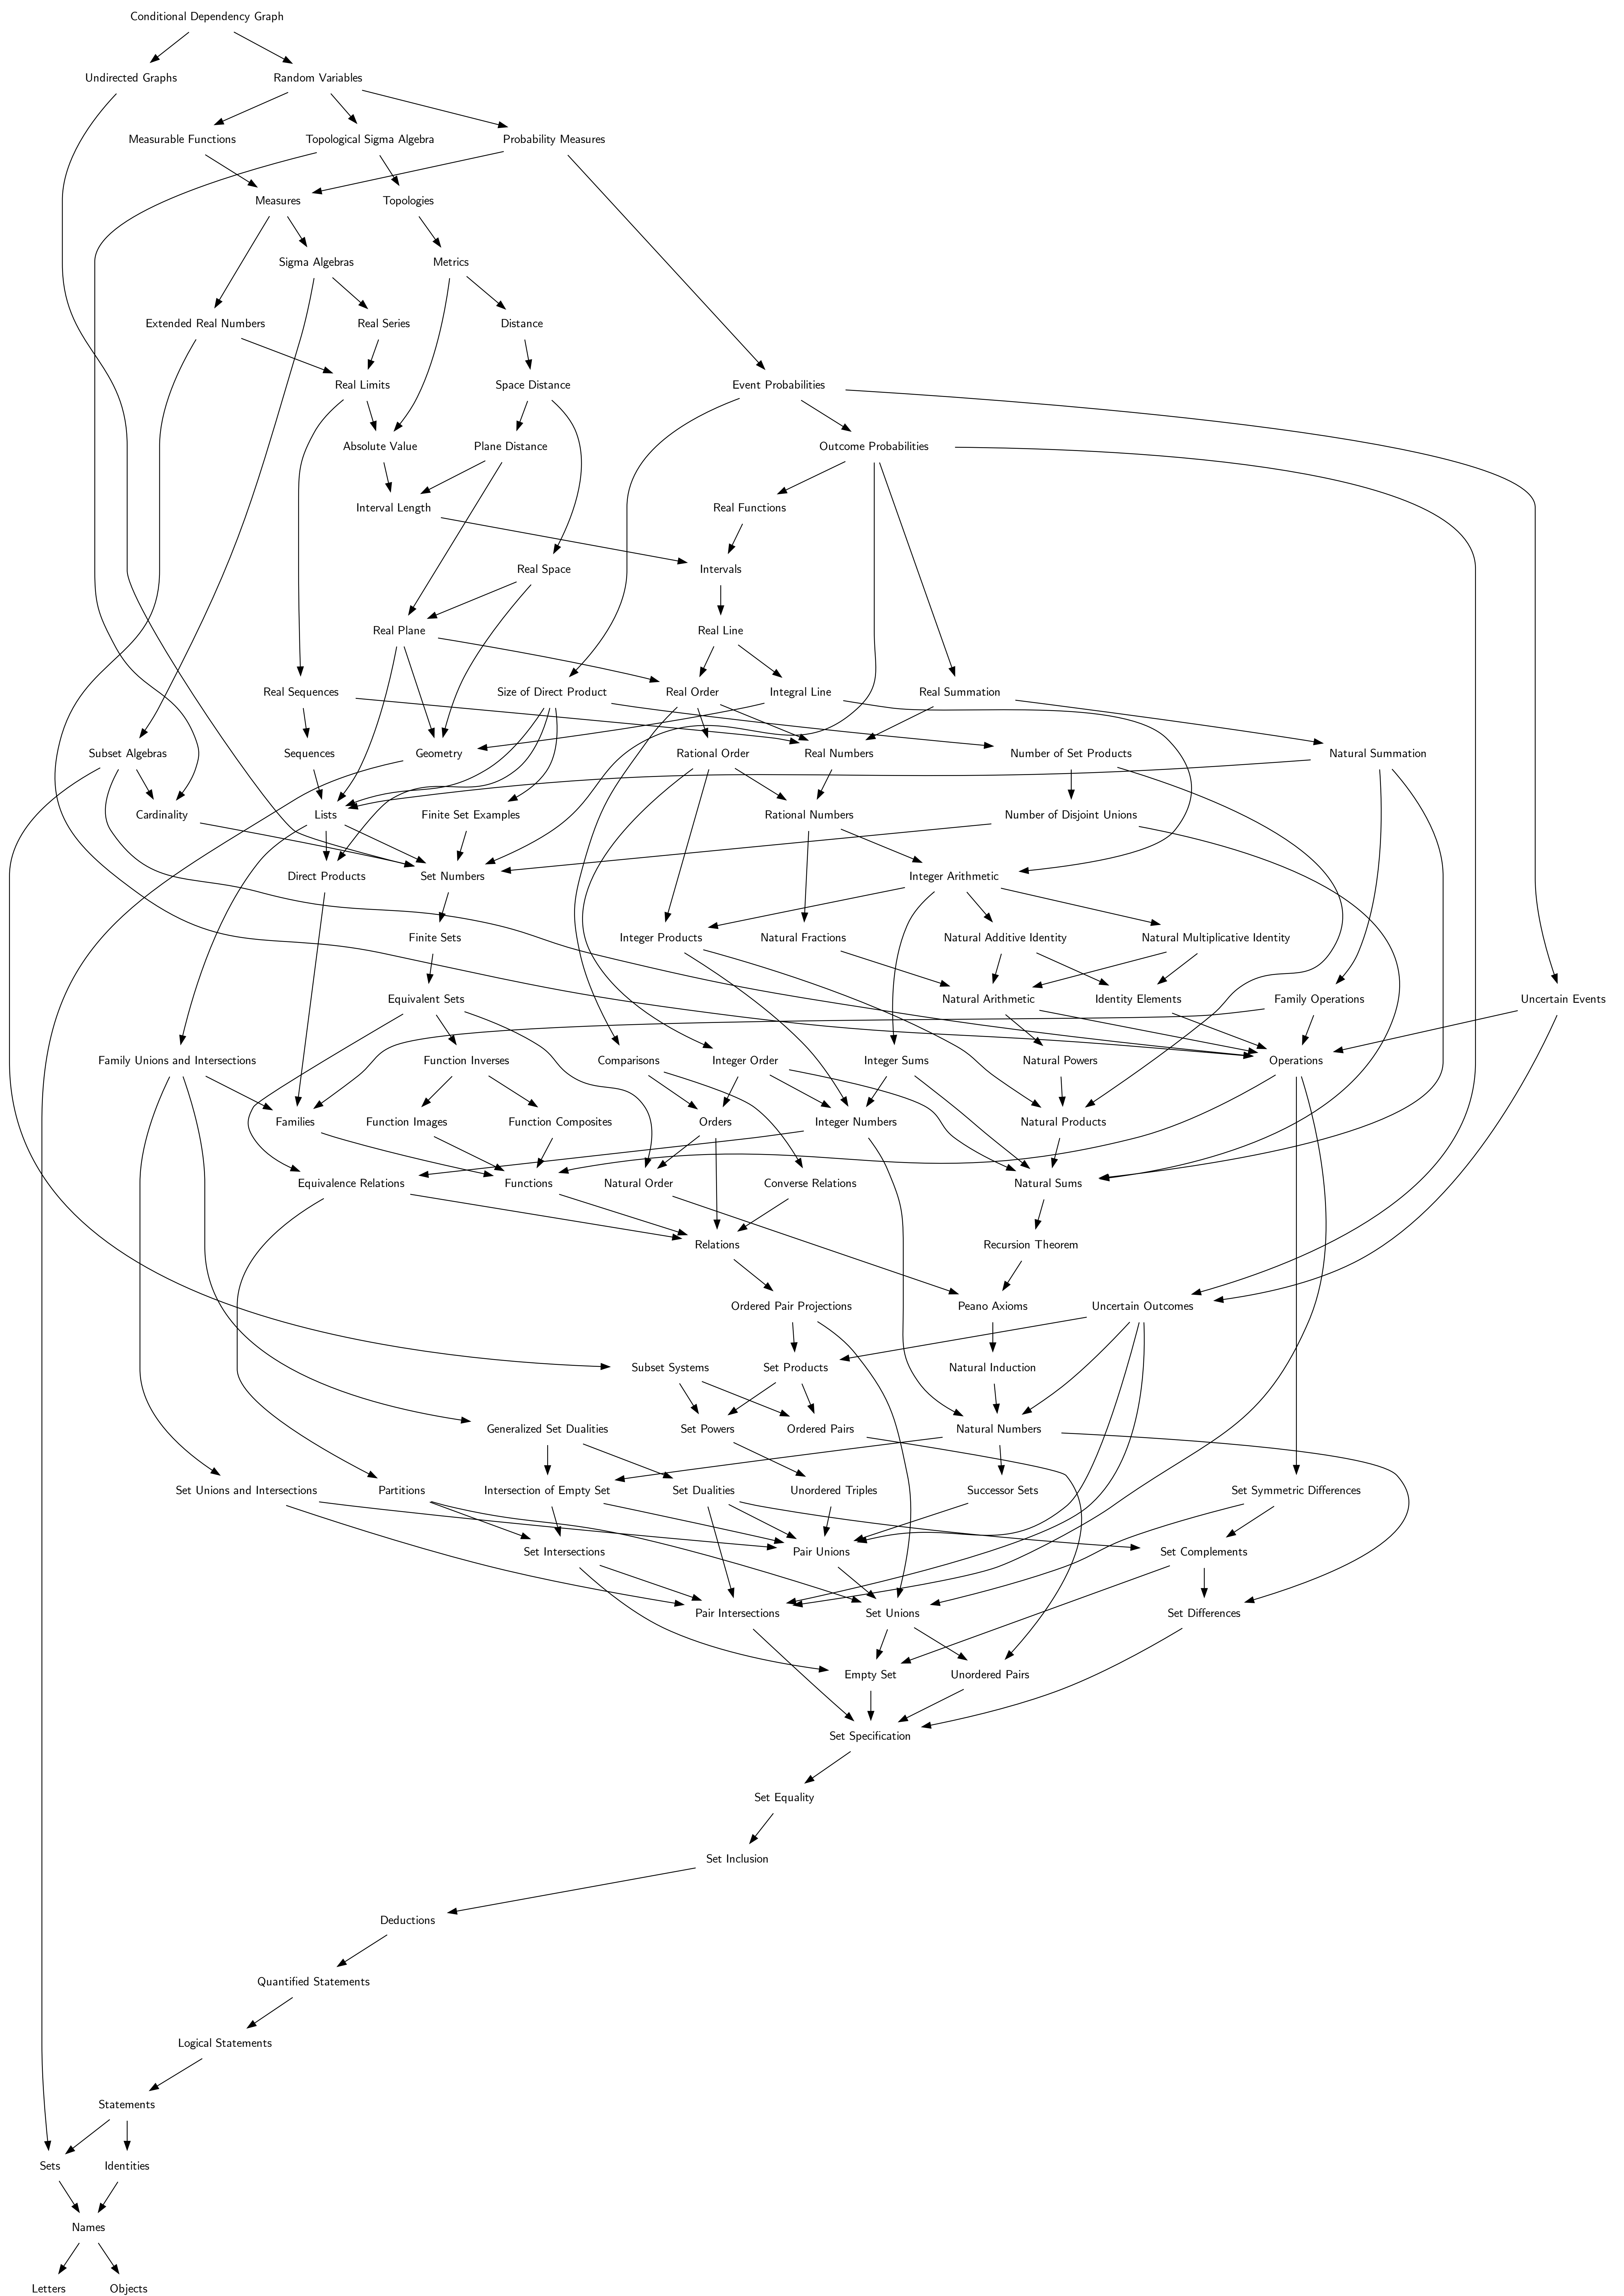 Conditional Dependency Graph
Undirected Graphs
Random Variables
Measurable Functions
Topological Sigma Algebra
Probability Measures
Measures
Topologies
Sigma Algebras
Metrics
Extended Real Numbers
Real Series
Distance
Real Limits
Space Distance
Event Probabilities
Absolute Value
Plane Distance
Outcome Probabilities
Interval Length
Real Functions
Real Space
Intervals
Real Plane
Real Line
Real Sequences
Size of Direct Product
Real Order
Integral Line
Real Summation
Subset Algebras
Sequences
Geometry
Rational Order
Real Numbers
Number of Set Products
Natural Summation
Cardinality
Lists
Finite Set Examples
Rational Numbers
Number of Disjoint Unions
Direct Products
Set Numbers
Integer Arithmetic
Finite Sets
Integer Products
Natural Fractions
Natural Additive Identity
Natural Multiplicative Identity
Equivalent Sets
Natural Arithmetic
Identity Elements
Family Operations
Uncertain Events
Family Unions and Intersections
Function Inverses
Comparisons
Integer Order
Integer Sums
Natural Powers
Operations
Families
Function Images
Function Composites
Orders
Integer Numbers
Natural Products
Equivalence Relations
Functions
Natural Order
Converse Relations
Natural Sums
Relations
Recursion Theorem
Ordered Pair Projections
Peano Axioms
Uncertain Outcomes
Subset Systems
Set Products
Natural Induction
Generalized Set Dualities
Set Powers
Ordered Pairs
Natural Numbers
Set Unions and Intersections
Partitions
Intersection of Empty Set
Set Dualities
Unordered Triples
Successor Sets
Set Symmetric Differences
Set Intersections
Pair Unions
Set Complements
Pair Intersections
Set Unions
Set Differences
Empty Set
Unordered Pairs
Set Specification
Set Equality
Set Inclusion
Deductions
Quantified Statements
Logical Statements
Statements
Sets
Identities
Names
Letters
Objects